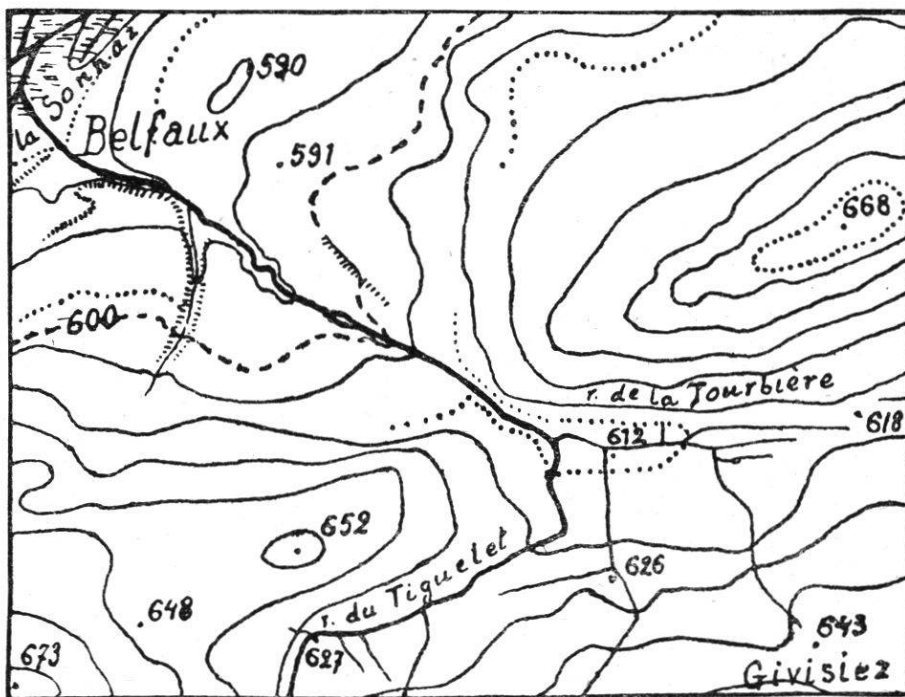 la Sonnaz
590
Belfaux
591
668
600
r. de la Tourbière
612
618
652
626
r. du Tiguelet
648
643
627
673
Givisiez